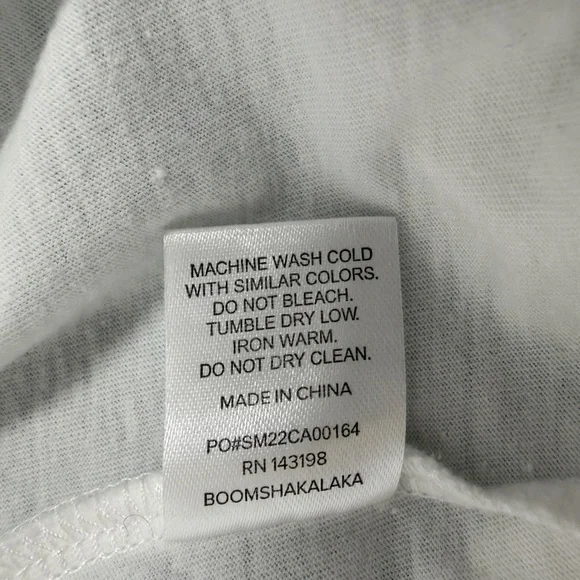 MACHINE WASH COLD
WITH SIMILAR COLORS.
DO NOT BLEACH.
TUMBLE DRY LOW.
IRON WARM.
DO NOT DRY CLEAN.
MADE IN CHINA
PO#SM22CA00164
RN 143198
BOOMSHAKALAKA